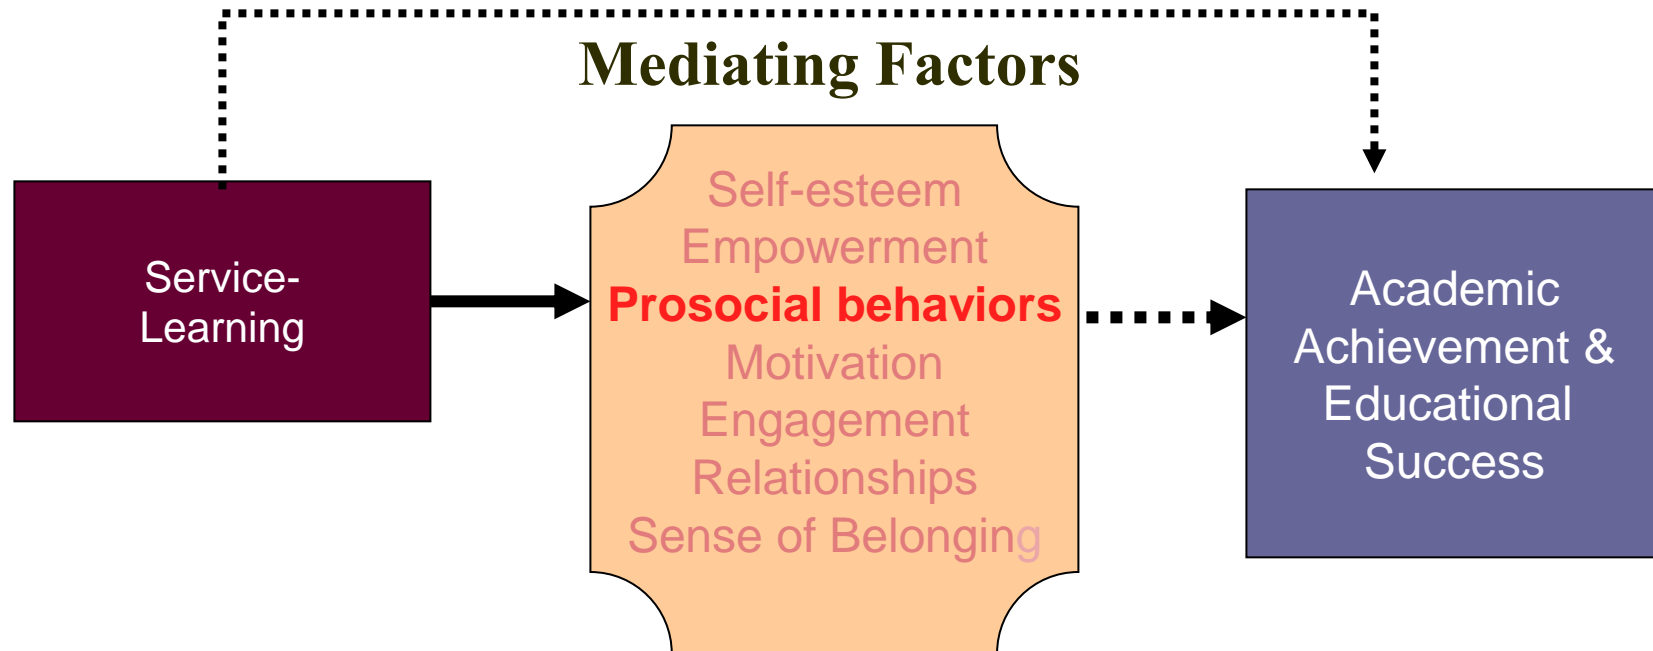 Mediating Factors
Service-
Learning
Self-esteem
Empowerment
Prosocial behaviors
Motivation
Engagement
Relationships
Sense of Belonging
Academic
Achievement &
Educational
Success